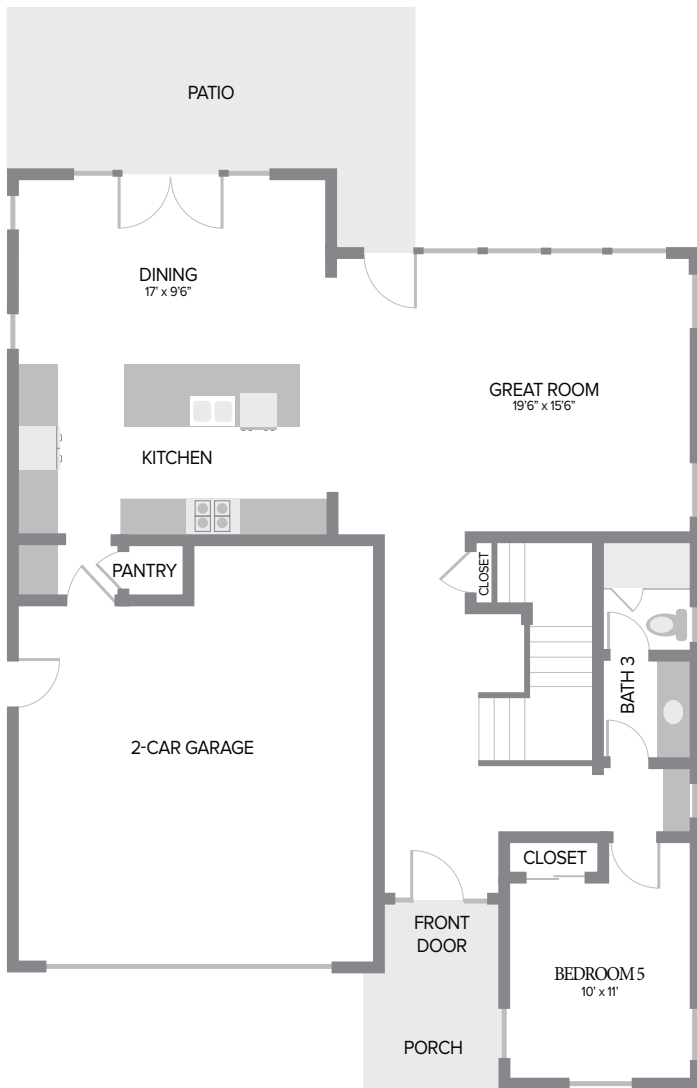 PATIO
DINING
17’ x 9’6”
GREAT ROOM
19’6” x 15’6”
KITCHEN
PANTRY
CLOSET
BATH 3
2-CAR GARAGE
CLOSET
FRONT
DOOR
BEDROOM 5
10’ x 11’
PORCH